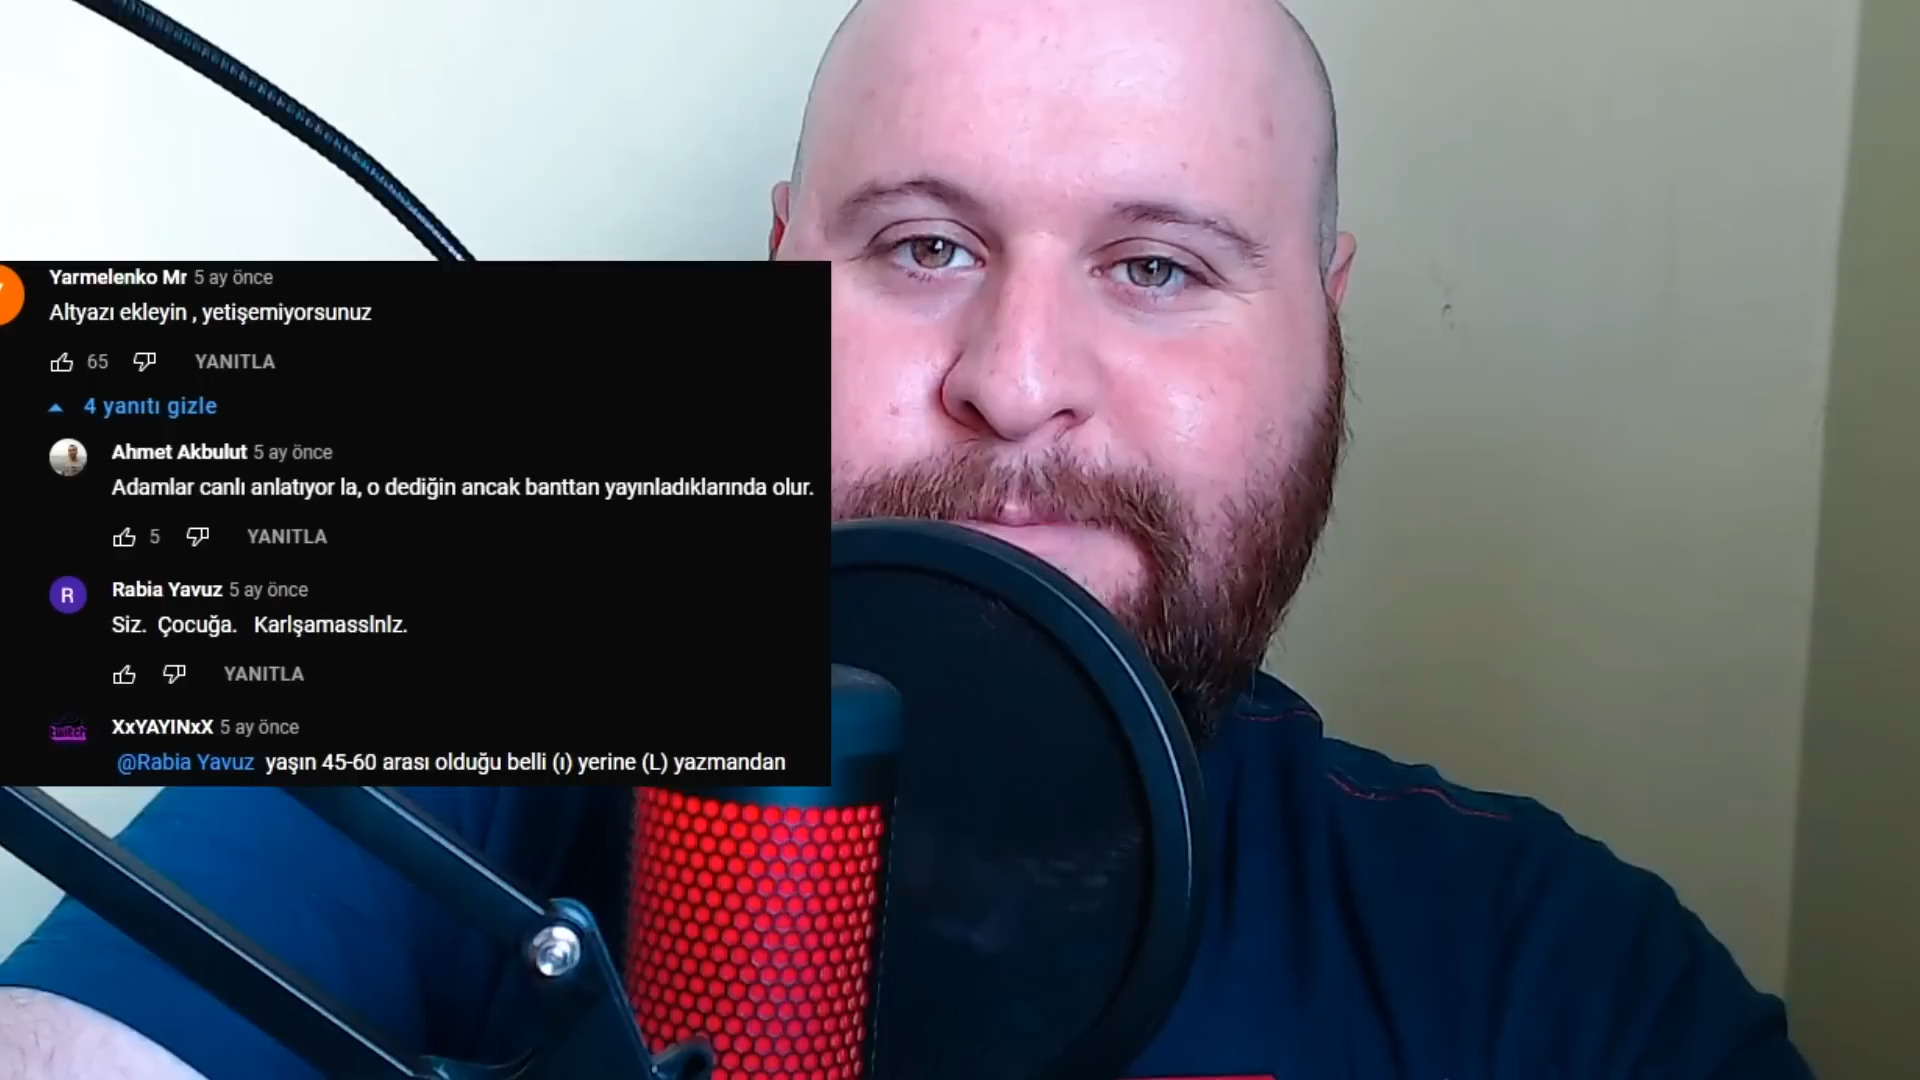 Yarmelenko Mr 5 ay önce
Altyazı ekleyin , yetişemiyorsunuz
65 YANITLA
4 yanıtı gizle
Ahmet Akbulut 5 ay önce
Adamlar canlı anlatıyor la, o dediğin ancak banttan yayınladıklarında olur.
5 YANITLA
R
Rabia Yavuz 5 ay önce
Siz. Çocuğa. Karlşamasslnlz.
YANITLA
twitch
XxYAYINxX 5 ay önce
@Rabia Yavuz yaşın 45-60 arası olduğu belli (ı) yerine (L) yazmandan